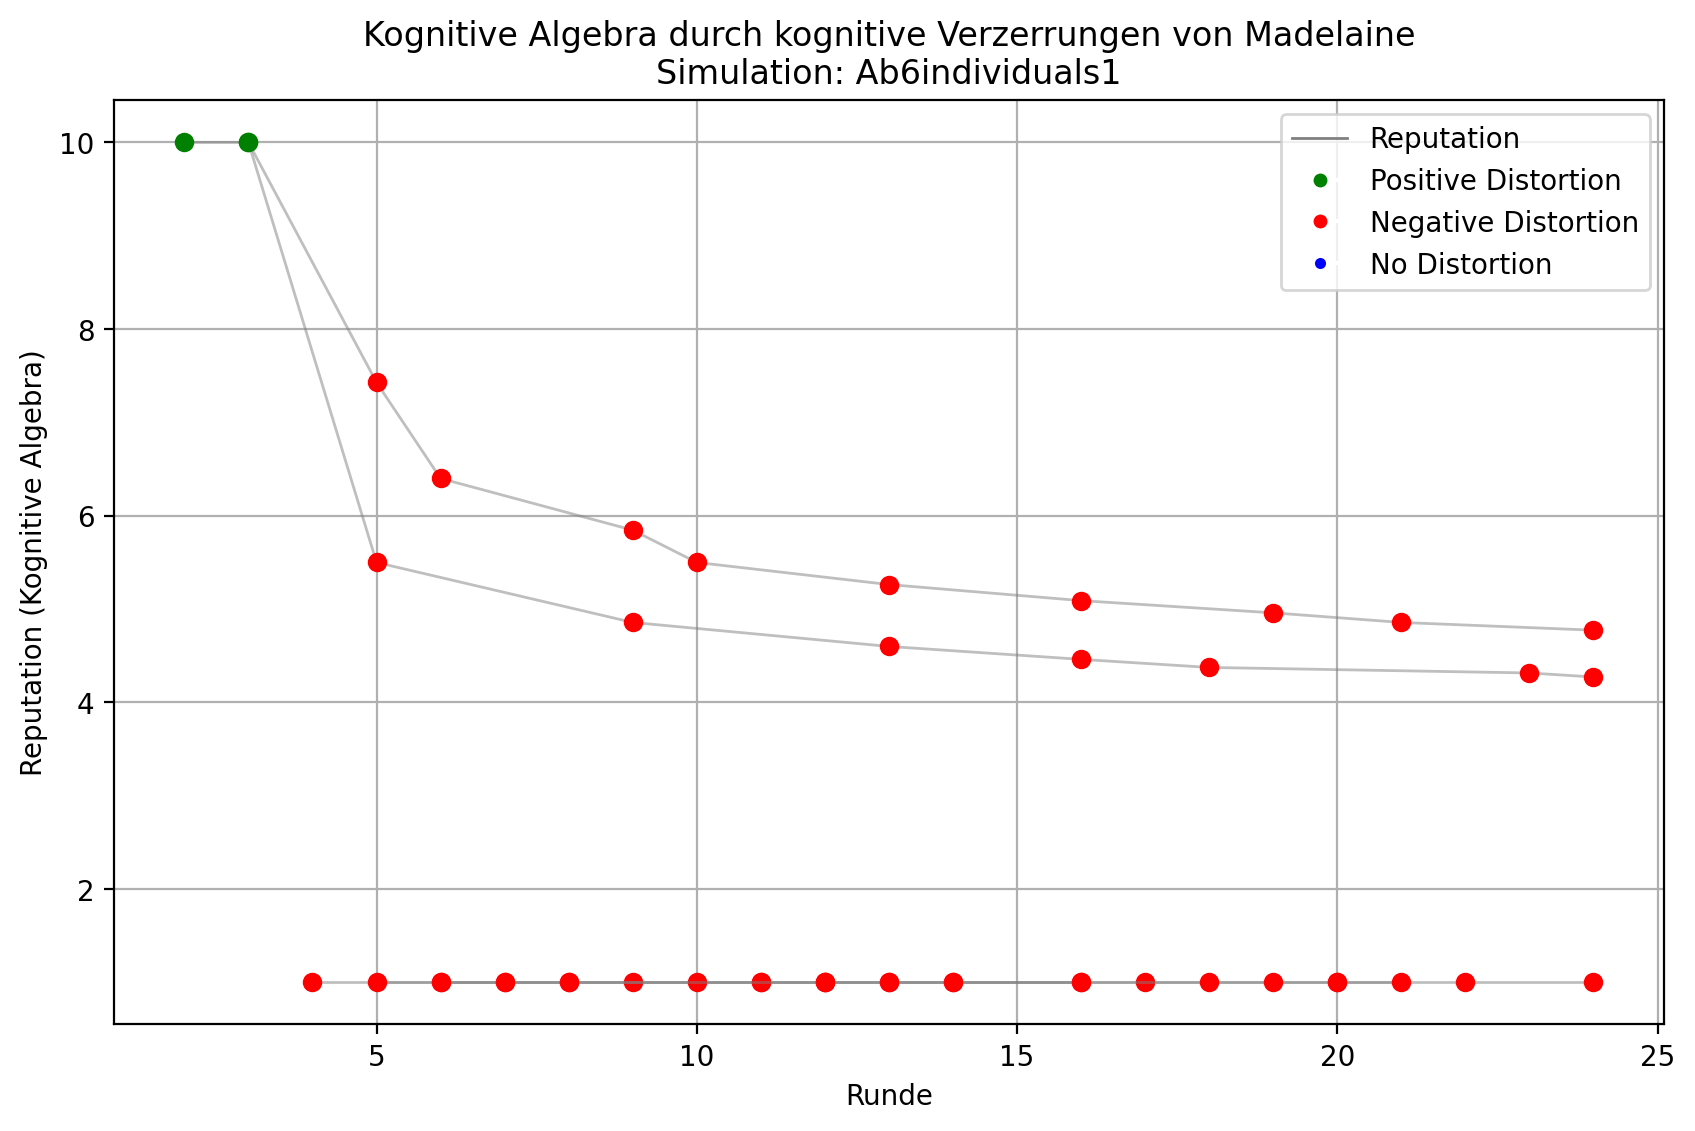 Kognitive Algebra durch kognitive Verzerrungen von Madelaine
Simulation: Ab6individuals1
Reputation
Positive Distortion
Negative Distortion
No Distortion
Reputation (Kognitive Algebra)
10
8
6
4
2
5
10
15
20
25
Runde